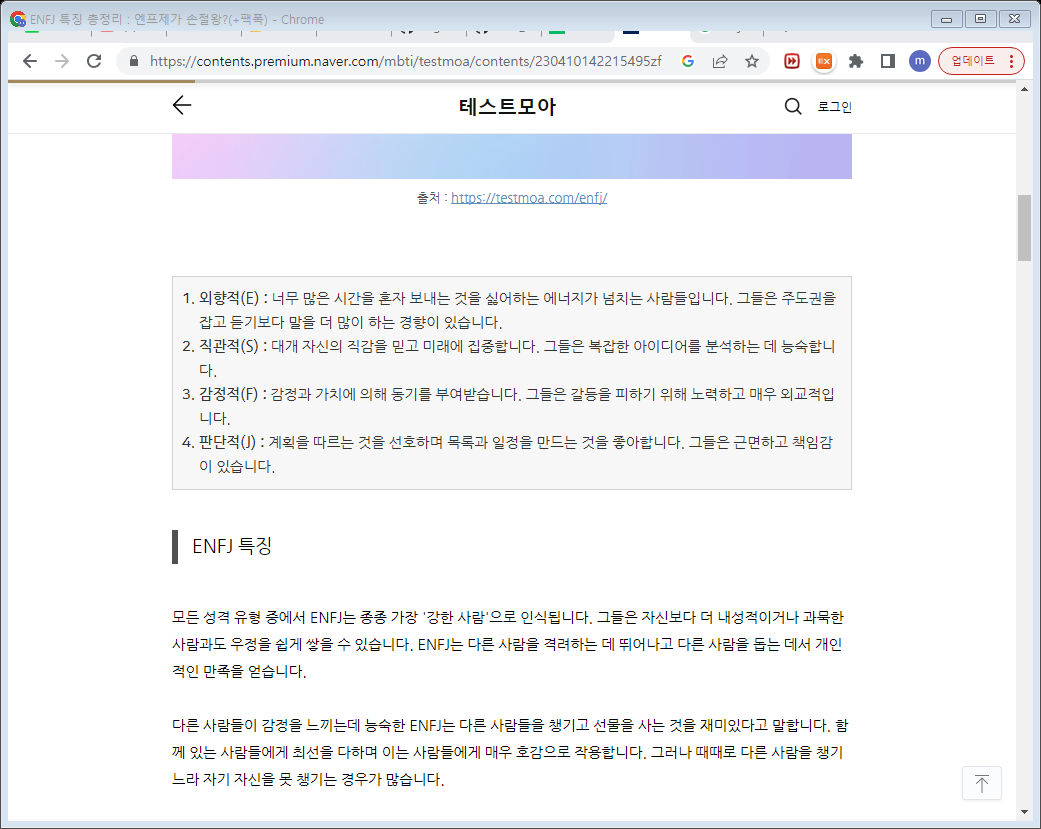 ENFJ 특징 총정리 : 엔프제가 손절왕?(+팩폭) - Chrome
https://contents.premium.naver.com/mbti/testmoa/contents/230410142215495zf
m
업데이트
테스트모아
로그인
출처 : https://testmoa.com/enfj/
1. 외향적(E) : 너무 많은 시간을 혼자 보내는 것을 싫어하는 에너지가 넘치는 사람들입니다. 그들은 주도권을
잡고 듣기보다 말을 더 많이 하는 경향이 있습니다.
2. 직관적(S) : 대개 자신의 직감을 믿고 미래에 집중합니다. 그들은 복잡한 아이디어를 분석하는 데 능숙합니
다.
3. 감정적(F) : 감정과 가치에 의해 동기를 부여받습니다. 그들은 갈등을 피하기 위해 노력하고 매우 외교적입
니다.
4. 판단적(J) : 계획을 따르는 것을 선호하며 목록과 일정을 만드는 것을 좋아합니다. 그들은 근면하고 책임감
이 있습니다.
ENFJ 특징
모든 성격 유형 중에서 ENFJ는 종종 가장 '강한 사람'으로 인식됩니다. 그들은 자신보다 더 내성적이거나 과묵한
사람과도 우정을 쉽게 쌓을 수 있습니다. ENFJ는 다른 사람을 격려하는 데 뛰어나고 다른 사람을 돕는 데서 개인
적인 만족을 얻습니다.
다른 사람들이 감정을 느끼는데 능숙한 ENFJ는 다른 사람들을 챙기고 선물을 사는 것을 재미있다고 말합니다. 함
께 있는 사람들에게 최선을 다하며 이는 사람들에게 매우 호감으로 작용합니다. 그러나 때때로 다른 사람을 챙기
느라 자기 자신을 못 챙기는 경우가 많습니다.